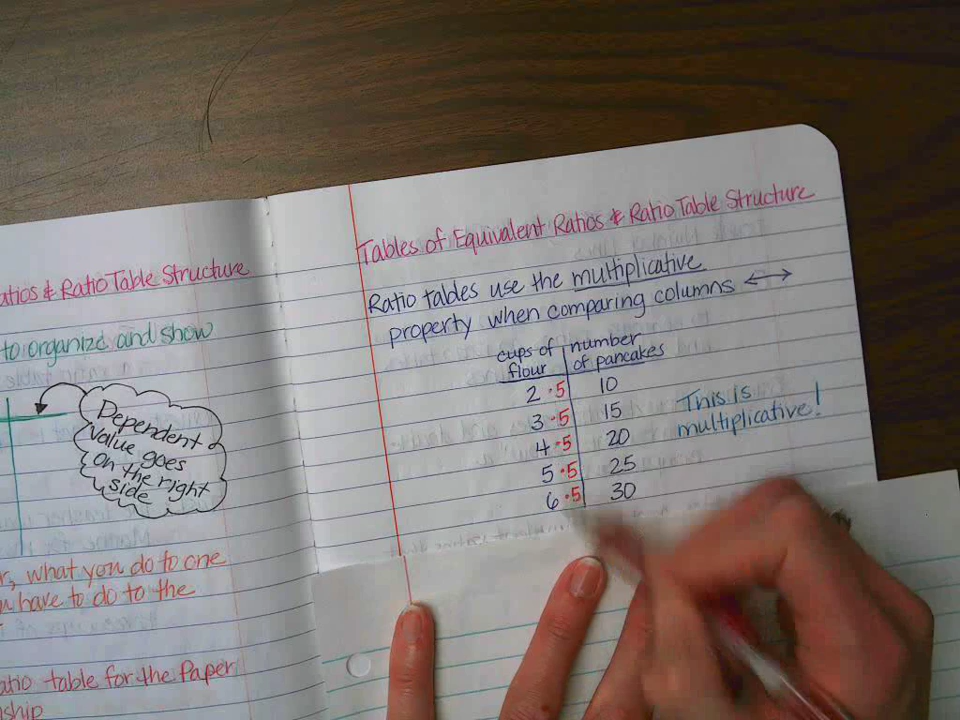 atios & Ratio Table Structure
to organize and show
Dependent
value goes
on the right
side
r, what you do to one
u have to do to the
atio table for the Paper
ship
Tables of Equivalent Ratios & Ratio Table Structure
Ratio tables use the multiplicative
property when comparing columns ↔
cups of flour | number of pancakes
2 ·5 | 10
3 ·5 | 15
4 ·5 | 20
5 ·5 | 25
6 ·5 | 30
This is
multiplicative!